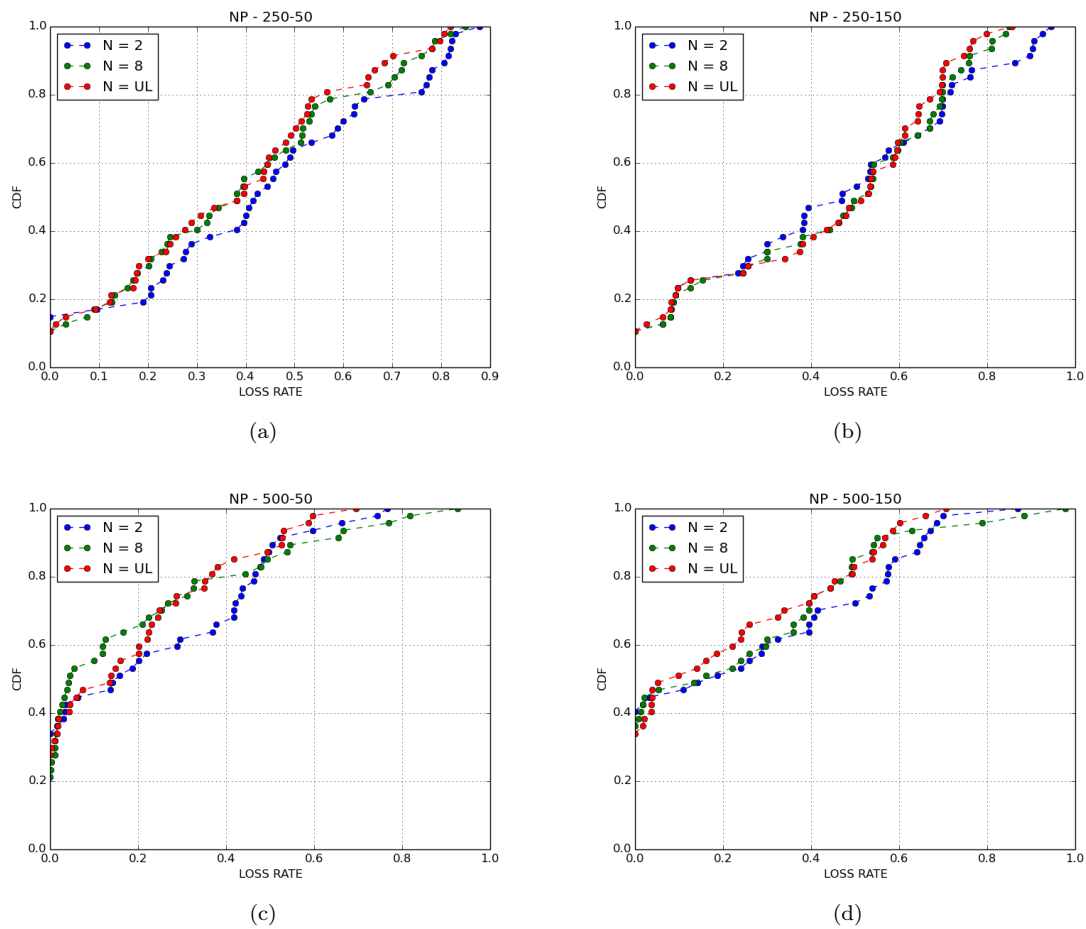 NP - 250-50
1.0
0.8
0.6
0.4
0.2
0.0
CDF
N = 2
N = 8
N = UL
0.0 0.1 0.2 0.3 0.4 0.5 0.6 0.7 0.8 0.9
LOSS RATE
(a)
NP - 250-150
1.0
0.8
0.6
0.4
0.2
0.0
CDF
N = 2
N = 8
N = UL
0.0 0.2 0.4 0.6 0.8 1.0
LOSS RATE
(b)
NP - 500-50
1.0
0.8
0.6
0.4
0.2
0.0
CDF
N = 2
N = 8
N = UL
0.0 0.2 0.4 0.6 0.8 1.0
LOSS RATE
(c)
NP - 500-150
1.0
0.8
0.6
0.4
0.2
0.0
CDF
N = 2
N = 8
N = UL
0.0 0.2 0.4 0.6 0.8 1.0
LOSS RATE
(d)